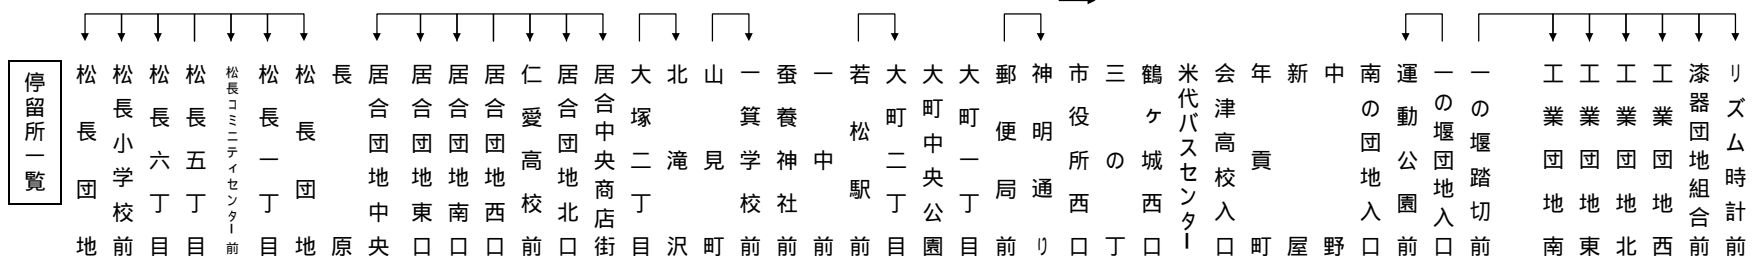 停留所一覧
松長団地
松長小学校前
松長六丁目
松長五丁目
松長コミニティセンター前
松長一丁目
松長団地
長原
居合団地中央
居合団地東口
居合団地南口
居合団地西口
仁愛高校前
居合団地北口
居合中央商店街
大塚二丁目
北滝沢
山見町
一箕学校前
蚕養神社前
一中前
若松駅前
大町二丁目
大町中央公園
大町一丁目
郵便局前
神明通り
市役所西口
三の丁
鶴ヶ城西口
米代バスセンター
会津高校入口
年貢町
新屋
中野
南の団地入口
運動公園前
一の堰団地入口
一の堰踏切前
工業団地南
工業団地東
工業団地北
工業団地西
漆器団地組合前
リズム時計前